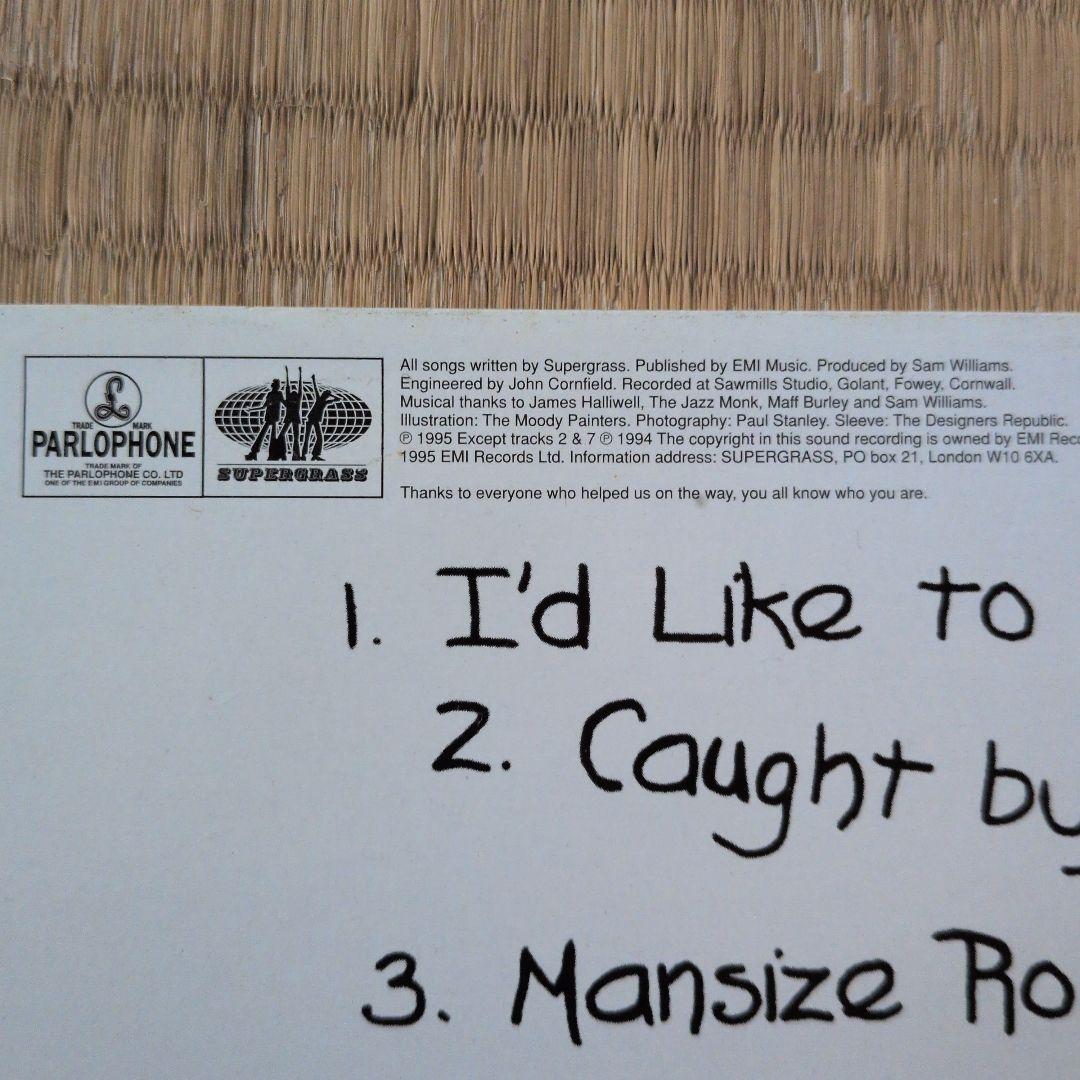 £
TRADE MARK
PARLOPHONE
TRADE MARK OF
THE PARLOPHONE CO. LTD
ONE OF THE EMI GROUP OF COMPANIES
SUPERGRASS
All songs written by Supergrass. Published by EMI Music. Produced by Sam Williams.
Engineered by John Cornfield. Recorded at Sawmills Studio, Golant, Fowey, Cornwall.
Musical thanks to James Halliwell, The Jazz Monk, Maff Burley and Sam Williams.
Illustration: The Moody Painters. Photography: Paul Stanley. Sleeve: The Designers Republic.
℗ 1995 Except tracks 2 & 7 ℗ 1994 The copyright in this sound recording is owned by EMI Reco
1995 EMI Records Ltd. Information address: SUPERGRASS, PO box 21, London W10 6XA.
Thanks to everyone who helped us on the way, you all know who you are.
1. I'd Like to
2. Caught by
3. Mansize Ro